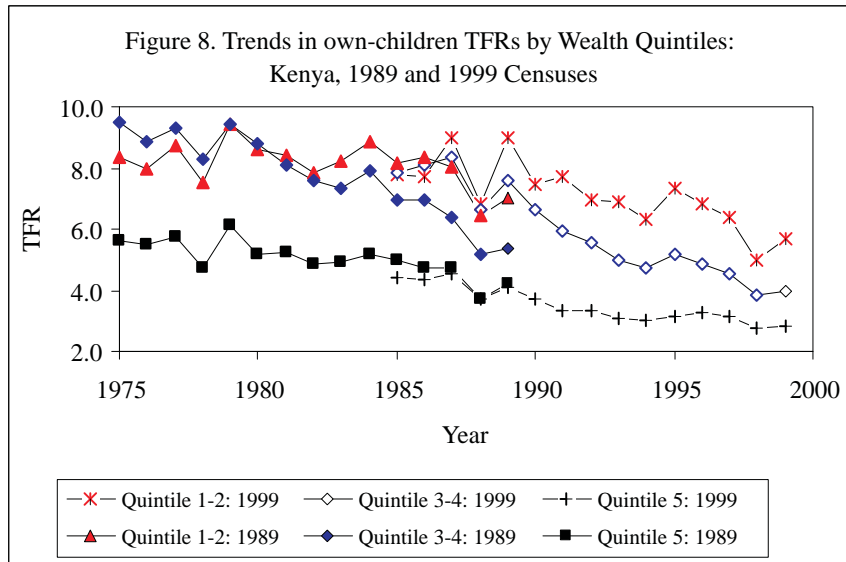 Figure 8. Trends in own-children TFRs by Wealth Quintiles:
Kenya, 1989 and 1999 Censuses
10.0
8.0
6.0
4.0
2.0
TFR
1975 1980 1985 1990 1995 2000
Year
Quintile 1-2: 1999 Quintile 3-4: 1999 Quintile 5: 1999
Quintile 1-2: 1989 Quintile 3-4: 1989 Quintile 5: 1989